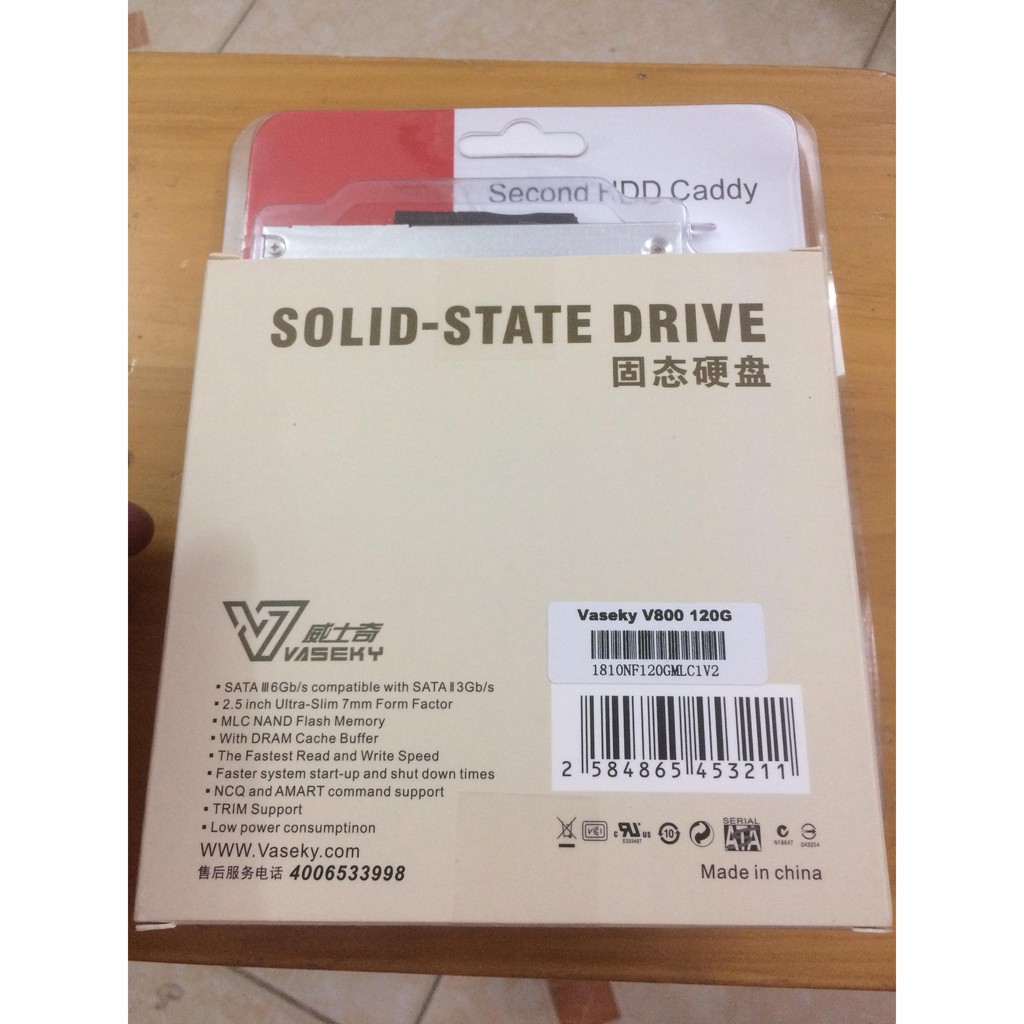 Second HDD Caddy
SOLID-STATE DRIVE
固态硬盘
威士奇
VASEKY
Vaseky V800 120G
1810NF120GMLC1V2
▪ SATA Ⅲ 6Gb/s compatible with SATA Ⅱ 3Gb/s
▪ 2.5 inch Ultra-Slim 7mm Form Factor
▪ MLC NAND Flash Memory
▪ With DRAM Cache Buffer
▪ The Fastest Read and Write Speed
▪ Faster system start-up and shut down times
▪ NCQ and AMART command support
▪ TRIM Support
▪ Low power consumptinon
2 584865 453211
WWW.Vaseky.com
售后服务电话 4006533998
c RU us
10
SERIAL
SATA
Made in china